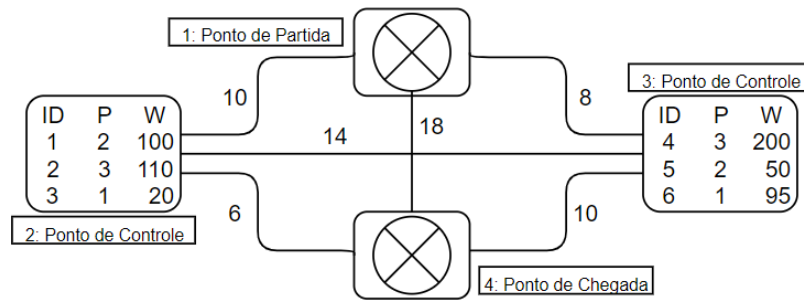 1: Ponto de Partida
3: Ponto de Controle
10
8
ID P W
1 2 100
2 3 110
3 1 20
14
18
ID P W
4 3 200
5 2 50
6 1 95
2: Ponto de Controle
6
10
4: Ponto de Chegada